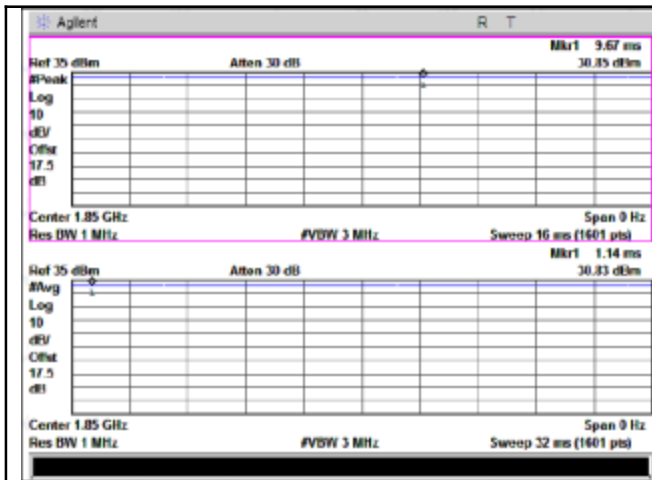 Agilent R T
Mkr1 9.67 ms
Ref 35 dBm Atten 30 dB 30.85 dBm
#Peak
Log
10
dB/
Offst
17.5
dB
1
Center 1.85 GHz Span 0 Hz
Res BW 1 MHz #VBW 3 MHz Sweep 16 ms (1601 pts)
Mkr1 1.14 ms
Ref 35 dBm Atten 30 dB 30.83 dBm
#Avg
1
Log
10
dB/
Offst
17.5
dB
Center 1.85 GHz Span 0 Hz
Res BW 1 MHz #VBW 3 MHz Sweep 32 ms (1601 pts)